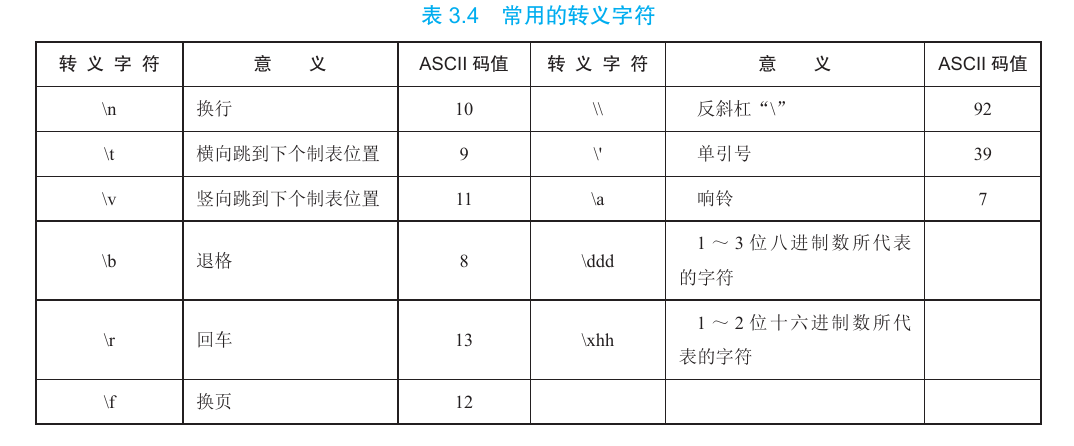 表 3.4 常用的转义字符
转义字符 意义 ASCII 码值 转义字符 意义 ASCII 码值
\n 换行 10 \\ 反斜杠“\” 92
\t 横向跳到下个制表位置 9 \' 单引号 39
\v 竖向跳到下个制表位置 11 \a 响铃 7
\b 退格 8 \ddd 1～3 位八进制数所代表
的字符
\r 回车 13 \xhh 1～2 位十六进制数所代
表的字符
\f 换页 12